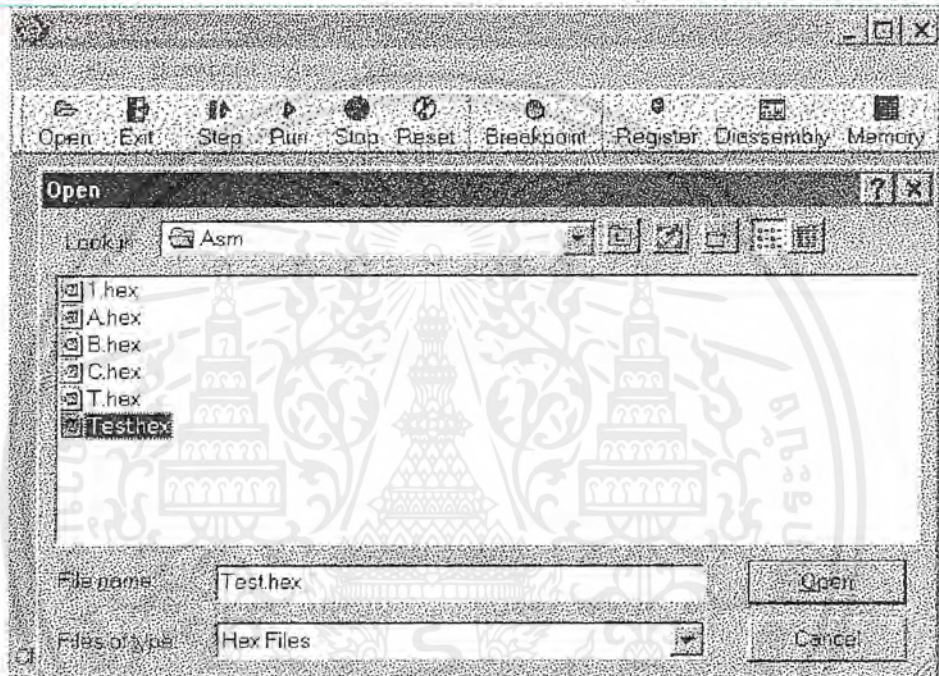 Open Exit Step Run Stop Reset Breakpoint Register Diassembly Memory
Open
Look in: Asm
1.hex
A.hex
B.hex
C.hex
T.hex
Test.hex
File name: Test.hex Open
Files of type: Hex Files Cancel